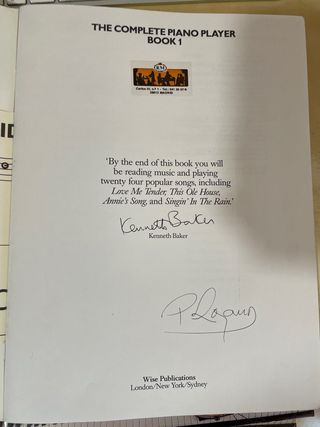 THE COMPLETE PIANO PLAYER
BOOK 1
28013 MADRID
'By the end of this book you will
be reading music and playing
twenty four popular songs, including
Love Me Tender, This Ole House,
Annie's Song, and Singin' In The Rain.'
Kenneth Baker
Kenneth Baker
Wise Publications
London/New York/Sydney